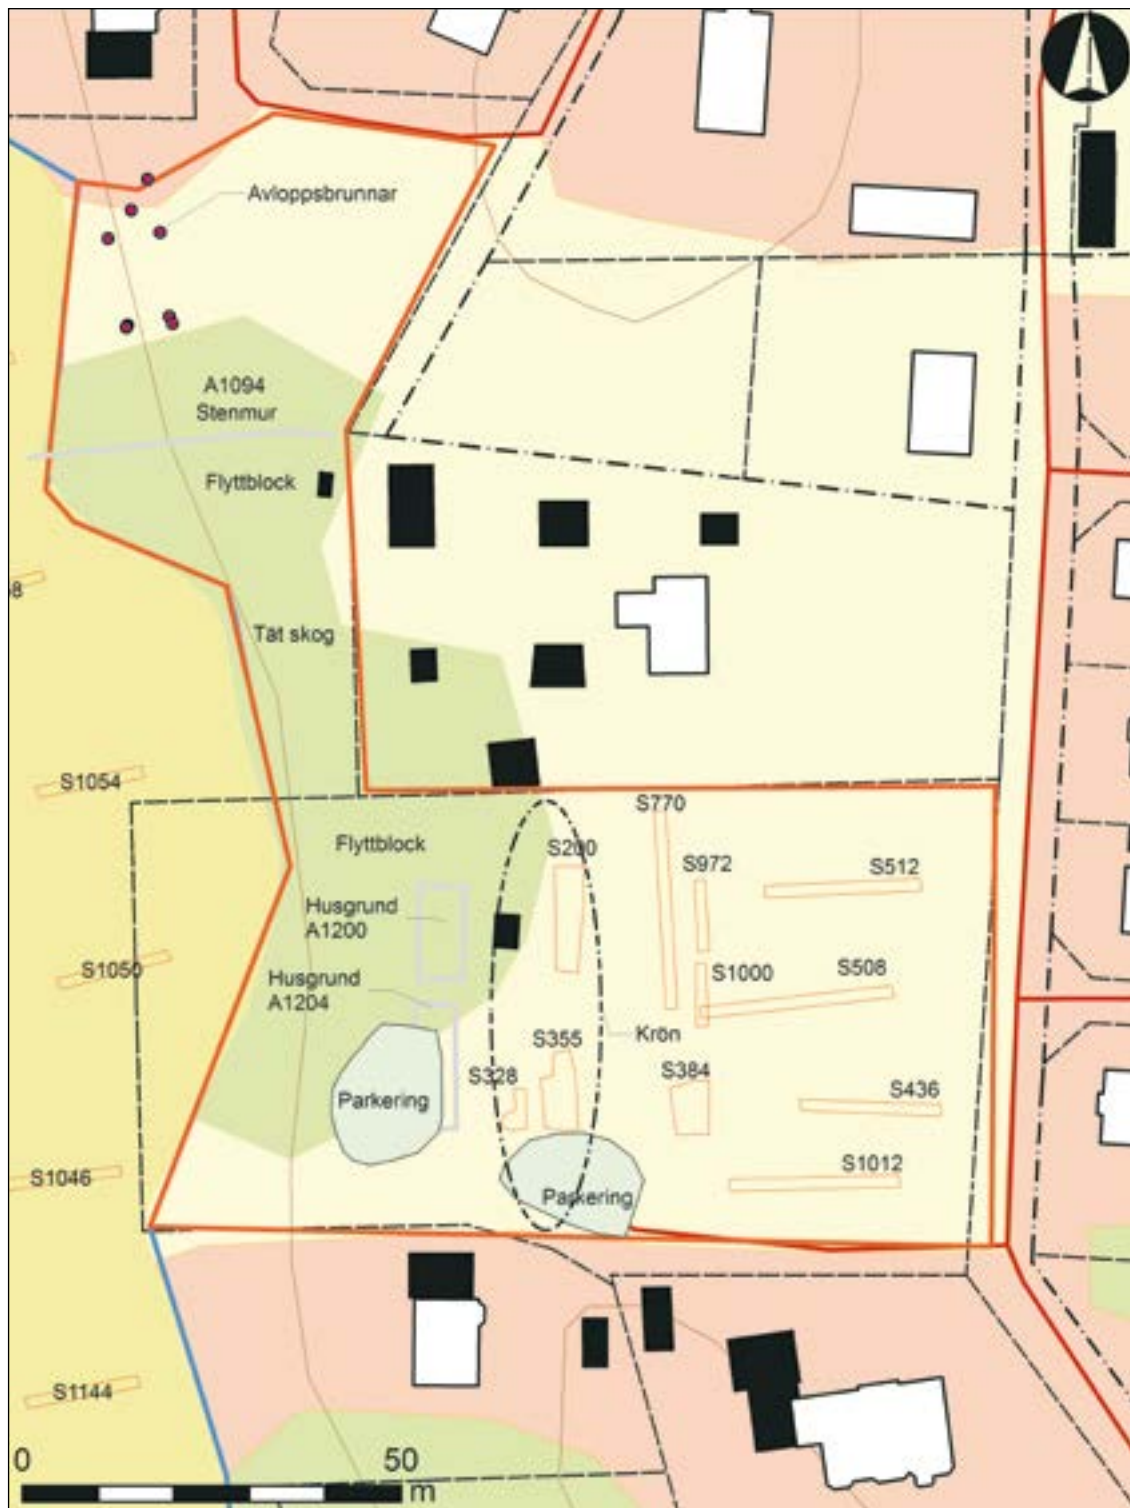 Avloppsbrunnar
A1094
Stenmur
Flyttblock
8
Tät skog
S1054
S770
Flyttblock
S200
S972
S512
Husgrund
A1200
S1050
Husgrund
A1204
S1000
S508
S355
Krön
S328
S384
Parkering
S436
S1046
S1012
Parkering
S1144
0
50
m